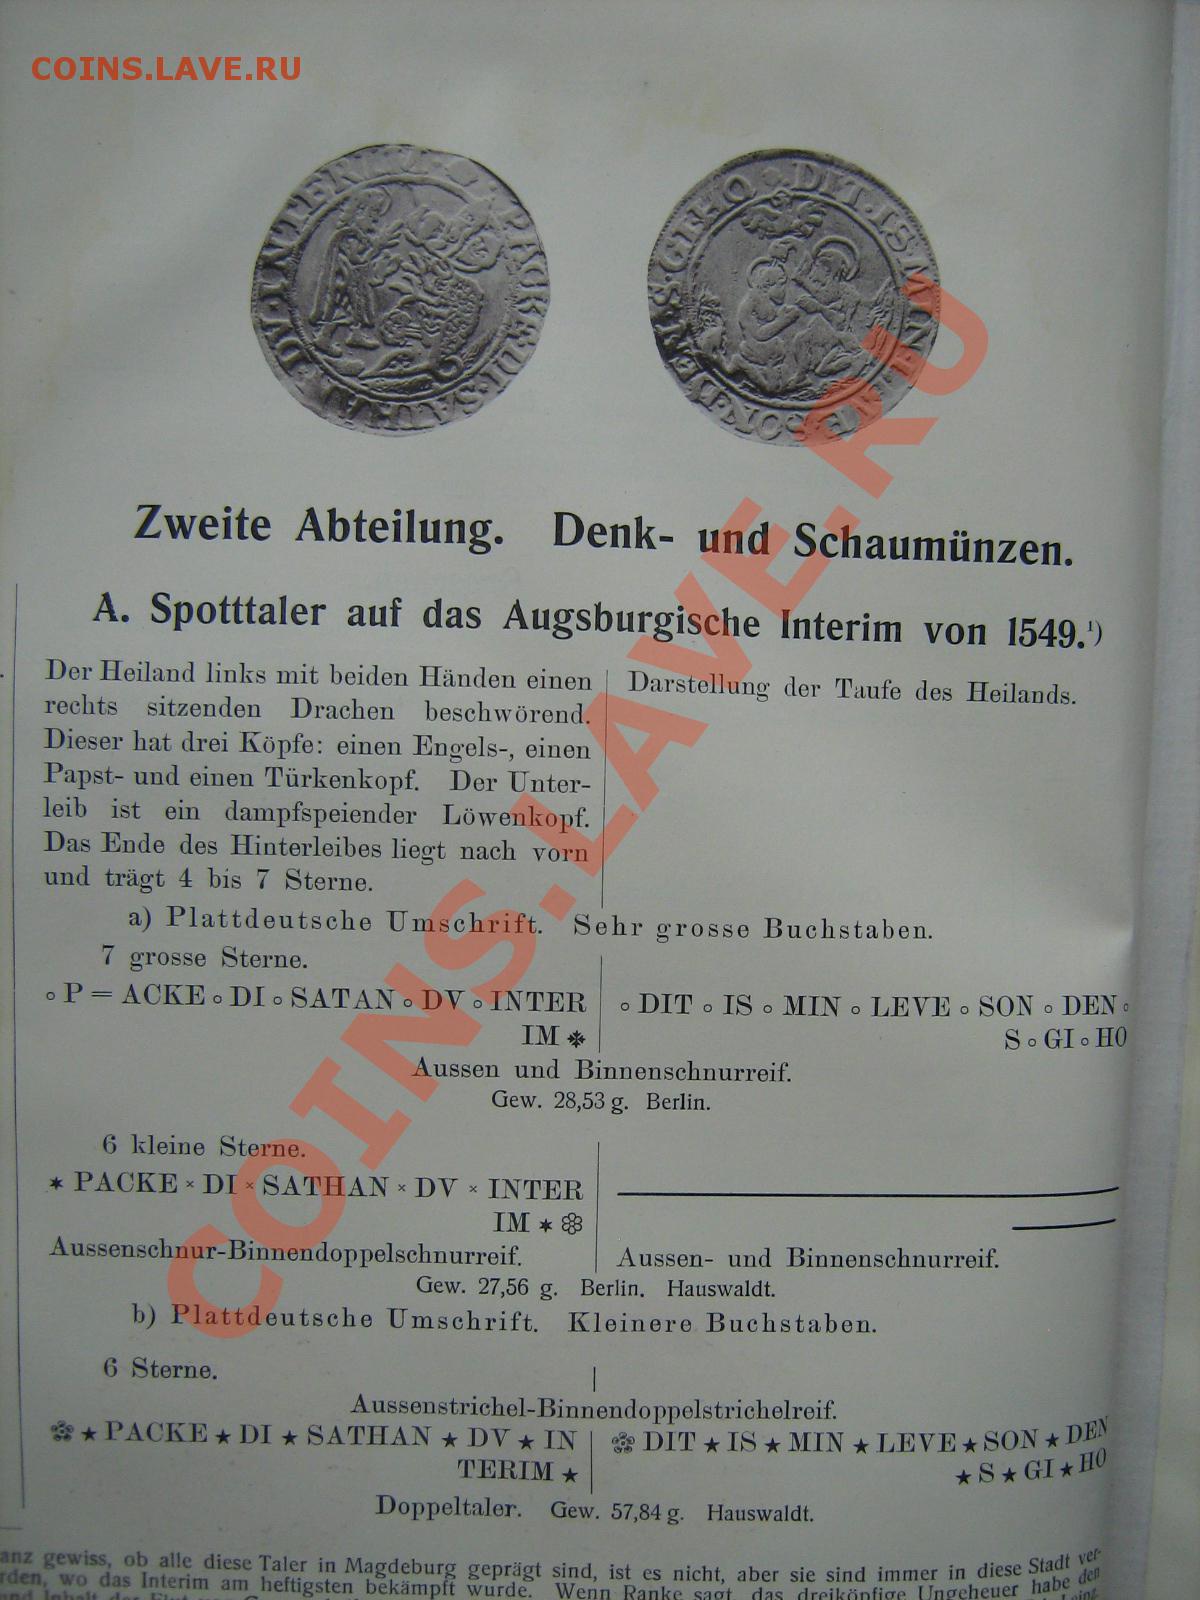 COINS.LAVE.RU
Zweite Abteilung. Denk- und Schaumünzen.
A. Spotttaler auf das Augsburgische Interim von 1549.¹)
Der Heiland links mit beiden Händen einen
rechts sitzenden Drachen beschwörend.
Dieser hat drei Köpfe: einen Engels-, einen
Papst- und einen Türkenkopf. Der Unter-
leib ist ein dampfspeiender Löwenkopf.
Das Ende des Hinterleibes liegt nach vorn
und trägt 4 bis 7 Sterne.
Darstellung der Taufe des Heilands.
a) Plattdeutsche Umschrift. Sehr grosse Buchstaben.
7 grosse Sterne.
∘ P = ACKE ∘ DI ∘ SATAN ∘ DV ∘ INTER
IM ✱
∘ DIT ∘ IS ∘ MIN ∘ LEVE ∘ SON ∘ DEN ∘
S ∘ GI ∘ HO
Aussen und Binnenschnurreif.
Gew. 28,53 g. Berlin.
6 kleine Sterne.
★ PACKE × DI × SATHAN × DV × INTER
IM ★ ❀
Aussenschnur-Binnendoppelschnurreif.
Aussen- und Binnenschnurreif.
Gew. 27,56 g. Berlin. Hauswaldt.
b) Plattdeutsche Umschrift. Kleinere Buchstaben.
6 Sterne.
Aussenstrichel-Binnendoppelstrichelreif.
❀ ★ PACKE ★ DI ★ SATHAN ★ DV ★ IN
TERIM ★
❀ DIT ★ IS ★ MIN ★ LEVE ★ SON ★ DEN
★ S ★ GI ★ HO
Doppeltaler. Gew. 57,84 g. Hauswaldt.
anz gewiss, ob alle diese Taler in Magdeburg geprägt sind, ist es nicht, aber sie sind immer in diese Stadt ver-
rden, wo das Interim am heftigsten bekämpft wurde. Wenn Ranke sagt, das dreiköpfige Ungeheuer habe den
COINS.LAVE.RU